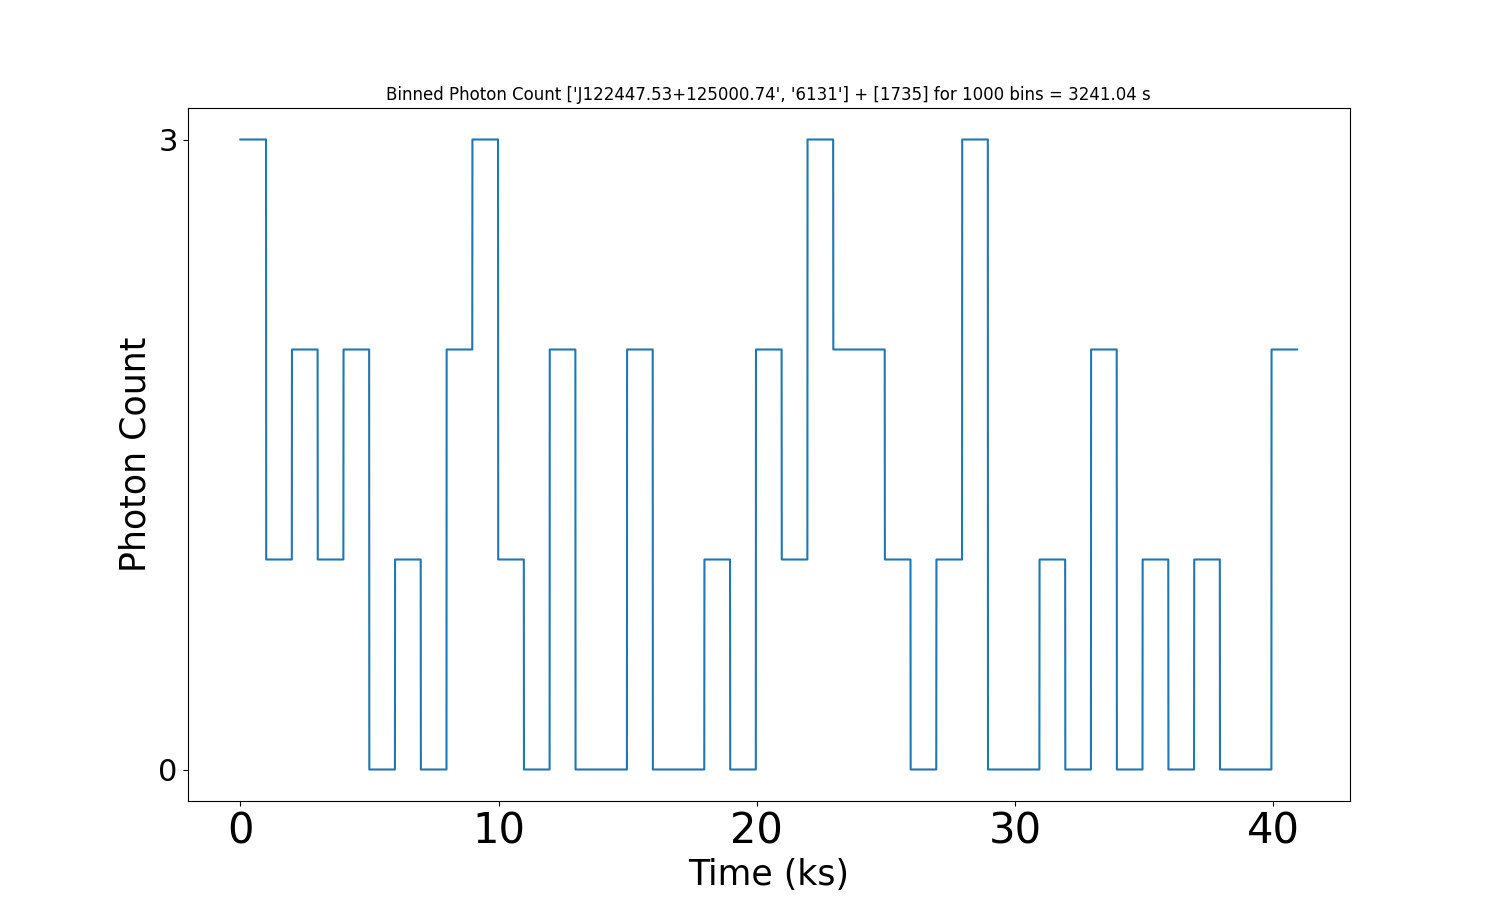 Binned Photon Count ['J122447.53+125000.74', '6131'] + [1735] for 1000 bins = 3241.04 s
3
Photon Count
0
0 10 20 30 40
Time (ks)